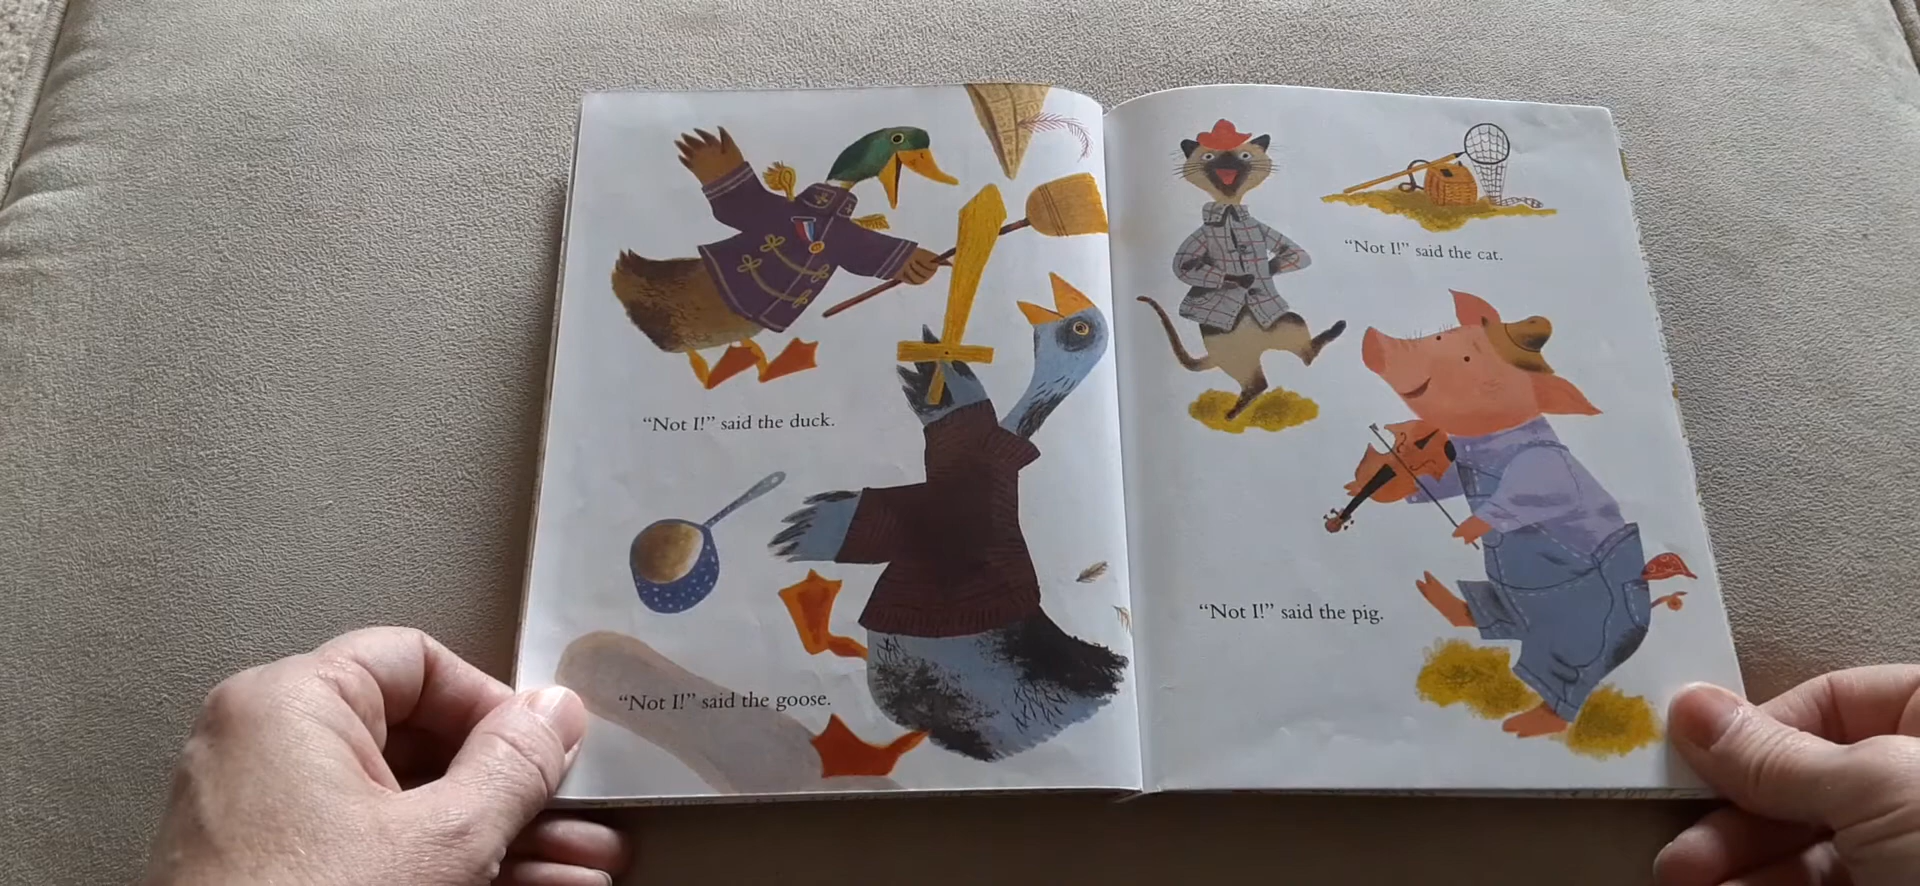 “Not I!” said the duck.
“Not I!” said the goose.
“Not I!” said the cat.
“Not I!” said the pig.